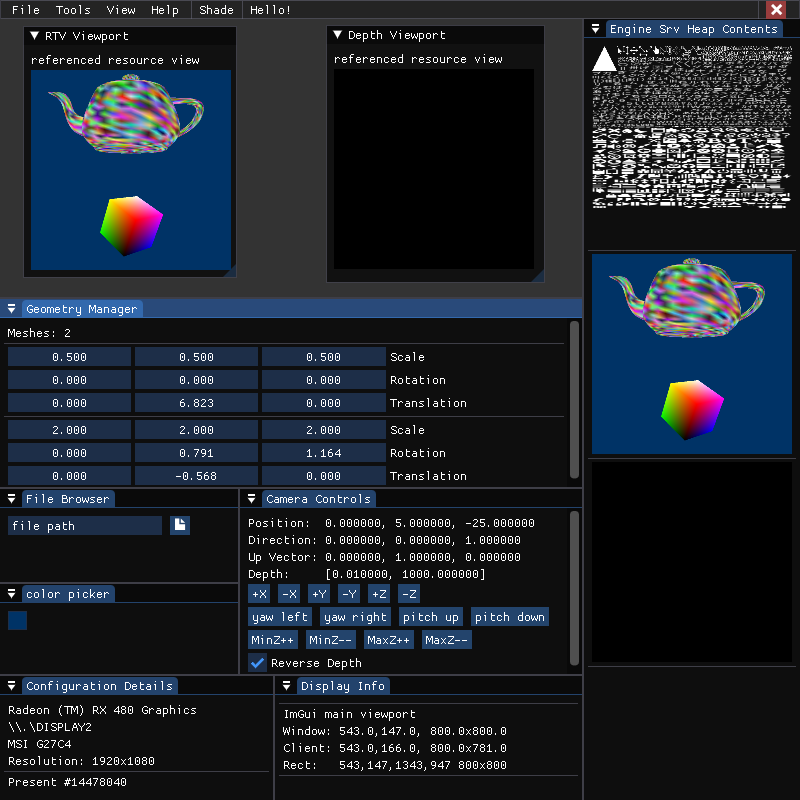 File Tools View Help Shade Hello!
RTV Viewport
referenced resource view
Depth Viewport
referenced resource view
Engine Srv Heap Contents
Geometry Manager
Meshes: 2
0.500 0.500 0.500 Scale
0.000 0.000 0.000 Rotation
0.000 6.823 0.000 Translation
2.000 2.000 2.000 Scale
0.000 0.791 1.164 Rotation
0.000 -0.568 0.000 Translation
File Browser
file path
color picker
Camera Controls
Position: 0.000000, 5.000000, -25.000000
Direction: 0.000000, 0.000000, 1.000000
Up Vector: 0.000000, 1.000000, 0.000000
Depth: [0.010000, 1000.000000]
+X -X +Y -Y +Z -Z
yaw left yaw right pitch up pitch down
MinZ++ MinZ-- MaxZ++ MaxZ--
Reverse Depth
Configuration Details
Radeon (TM) RX 480 Graphics
\\.\DISPLAY2
MSI G27C4
Resolution: 1920x1080
Present #14478040
Display Info
ImGui main viewport
Window: 543.0,147.0, 800.0x800.0
Client: 543.0,166.0, 800.0x781.0
Rect: 543,147,1343,947 800x800